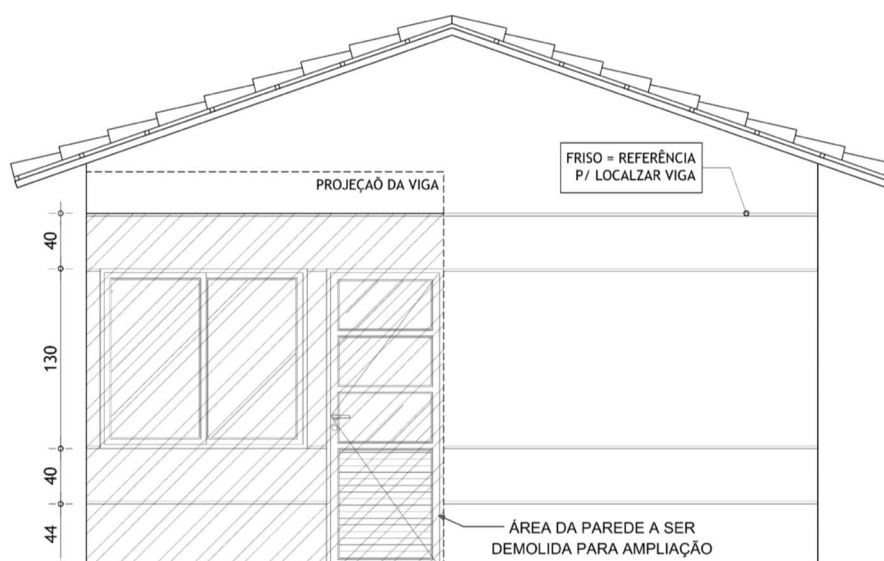 FRISO = REFERÊNCIA
P/ LOCALZAR VIGA
PROJEÇAÕ DA VIGA
40
130
40
44
ÁREA DA PAREDE A SER
DEMOLIDA PARA AMPLIAÇÃO